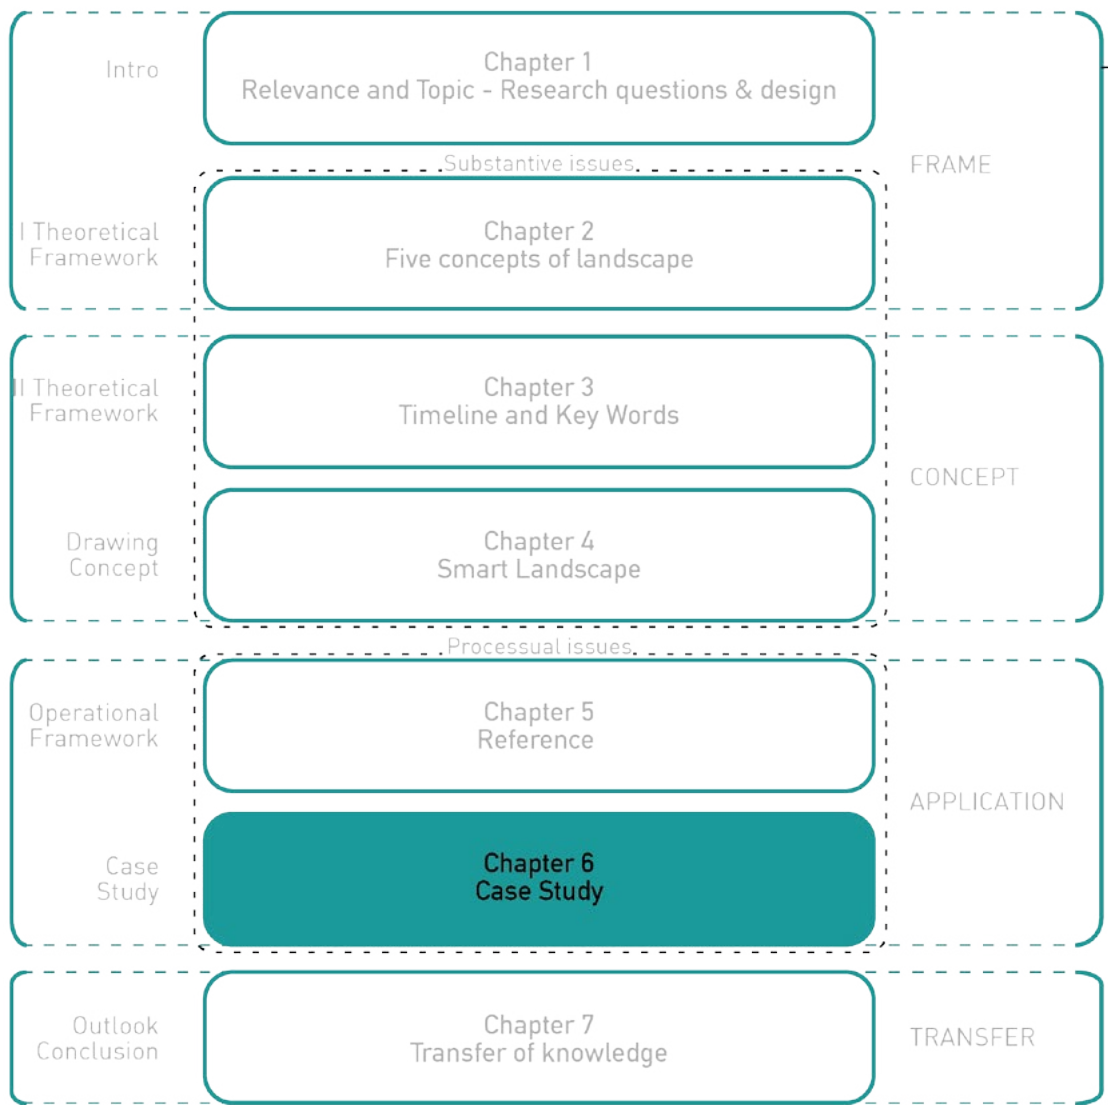 Intro
Chapter 1
Relevance and Topic - Research questions & design
Substantive issues
FRAME
I Theoretical
Framework
Chapter 2
Five concepts of landscape
II Theoretical
Framework
Chapter 3
Timeline and Key Words
CONCEPT
Drawing
Concept
Chapter 4
Smart Landscape
Processual issues
Operational
Framework
Chapter 5
Reference
APPLICATION
Case
Study
Chapter 6
Case Study
Outlook
Conclusion
Chapter 7
Transfer of knowledge
TRANSFER